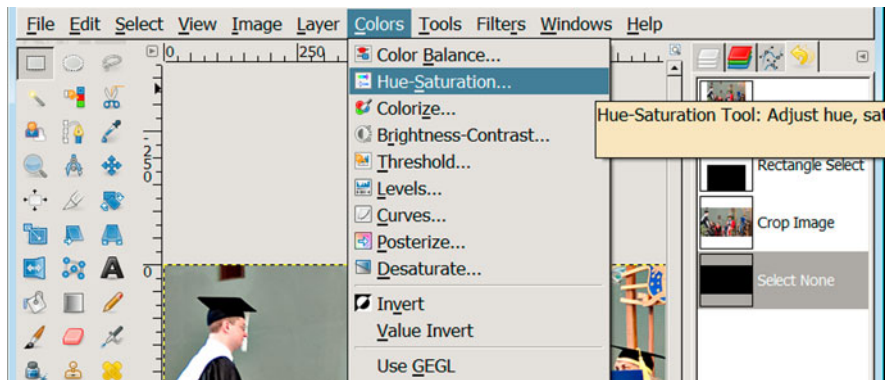 File Edit Select View Image Layer Colors Tools Filters Windows Help
0 250
Color Balance...
Hue-Saturation...
Colorize...
Hue-Saturation Tool: Adjust hue, sat
Brightness-Contrast...
250
Threshold...
Rectangle Select
Levels...
Curves...
Crop Image
Posterize...
0
Desaturate...
Select None
Invert
Value Invert
Use GEGL